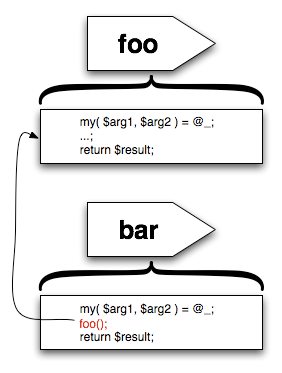 foo
my( $arg1, $arg2 ) = @_;
...;
return $result;
bar
my( $arg1, $arg2 ) = @_;
foo();
return $result;